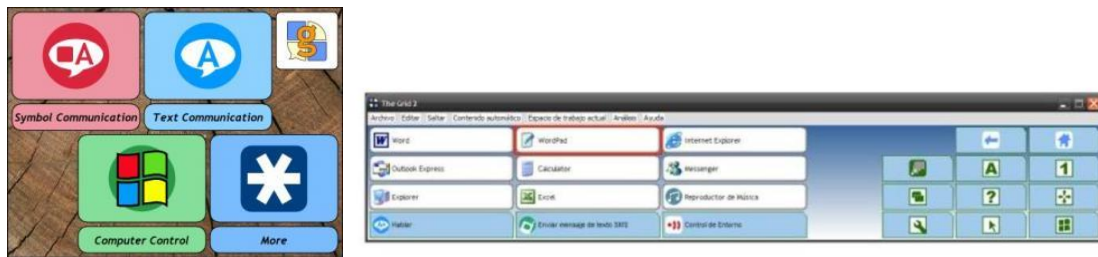 A
A
g
Symbol Communication
Text Communication
Computer Control
More
The Grid 2
Archivo Editar Saltar Contenido automático Espacio de trabajo actual Análisis Ayuda
W Word
WordPad
Internet Explorer
Outlook Express
Calculator
Messenger
A
1
Explorer
Excel
Reproductor de Música
?
Hablar
Enviar mensaje de texto SMS
Control de Entorno